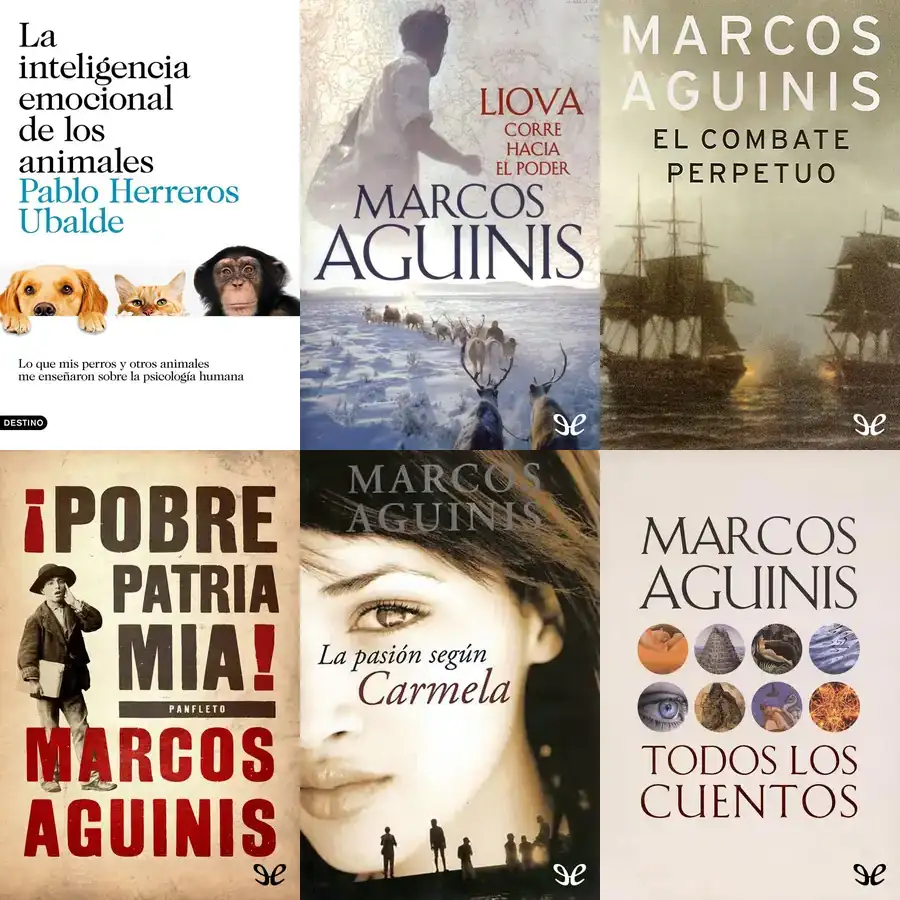 La
inteligencia
emocional
de los
animales
Pablo Herreros
Ubalde
Lo que mis perros y otros animales
me enseñaron sobre la psicología humana
DESTINO
LIOVA
CORRE
HACIA
EL PODER
MARCOS
AGUINIS
MARCOS
AGUINIS
EL COMBATE
PERPETUO
¡POBRE
PATRIA
MIA!
PANFLETO
MARCOS
AGUINIS
MARCOS
AGUINIS
La pasión según
Carmela
MARCOS
AGUINIS
TODOS LOS
CUENTOS